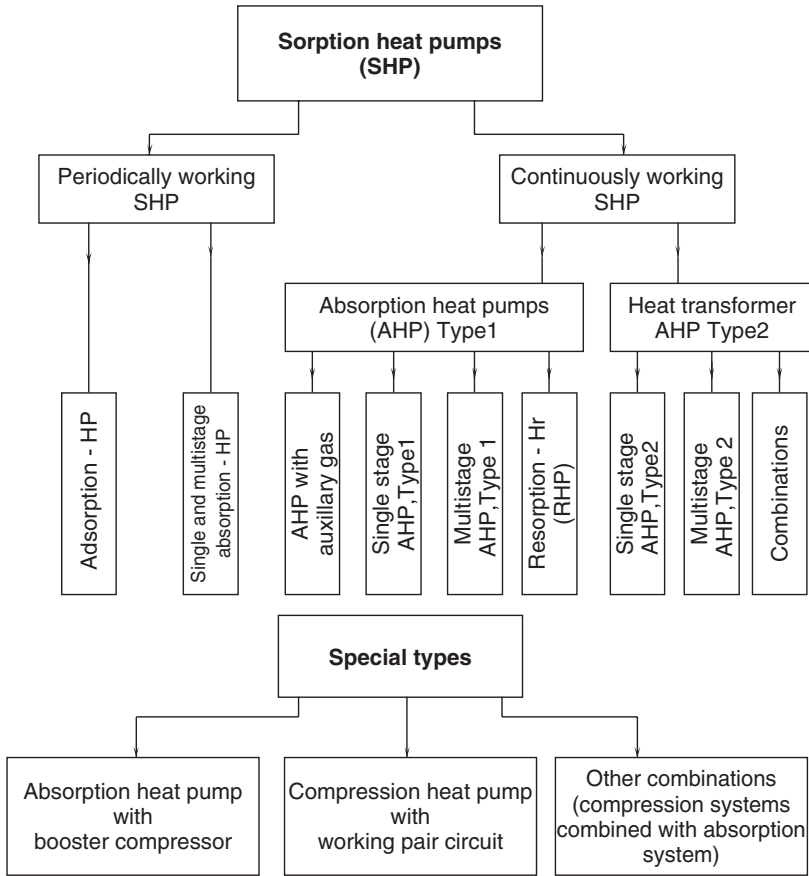 Sorption heat pumps
(SHP)
Periodically working
SHP
Continuously working
SHP
Absorption heat pumps
(AHP) Type1
Heat transformer
AHP Type2
Adsorption - HP
Single and multistage
absorption - HP
AHP with
auxillary gas
Single stage
AHP,Type1
Multistage
AHP,Type 1
Resorption - Hr
(RHP)
Single stage
AHP,Type2
Multistage
AHP,Type 2
Combinations
Special types
Absorption heat pump
with
booster compressor
Compression heat pump
with
working pair circuit
Other combinations
(compression systems
combined with absorption
system)